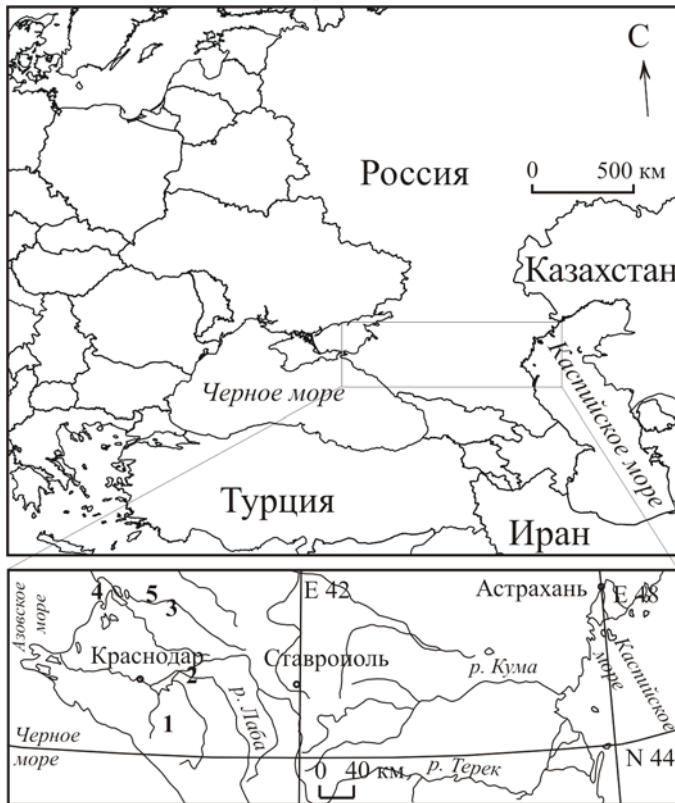 С
0 500 км
Россия
Казахстан
Каспийское море
Черное море
Турция
Иран
4 5 3
E 42
Астрахань
E 48
Азовское
море
Краснодар
2
Ставроиоль
р. Кума
Каспийское
море
1
р. Лаба
Черное
море
N 44
0 40 км
р. Терек